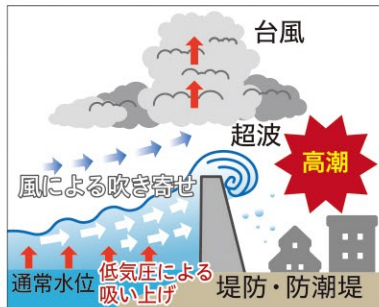 台風
超波
高潮
風による吹き寄せ
通常水位
低気圧による
吸い上げ
堤防・防潮堤